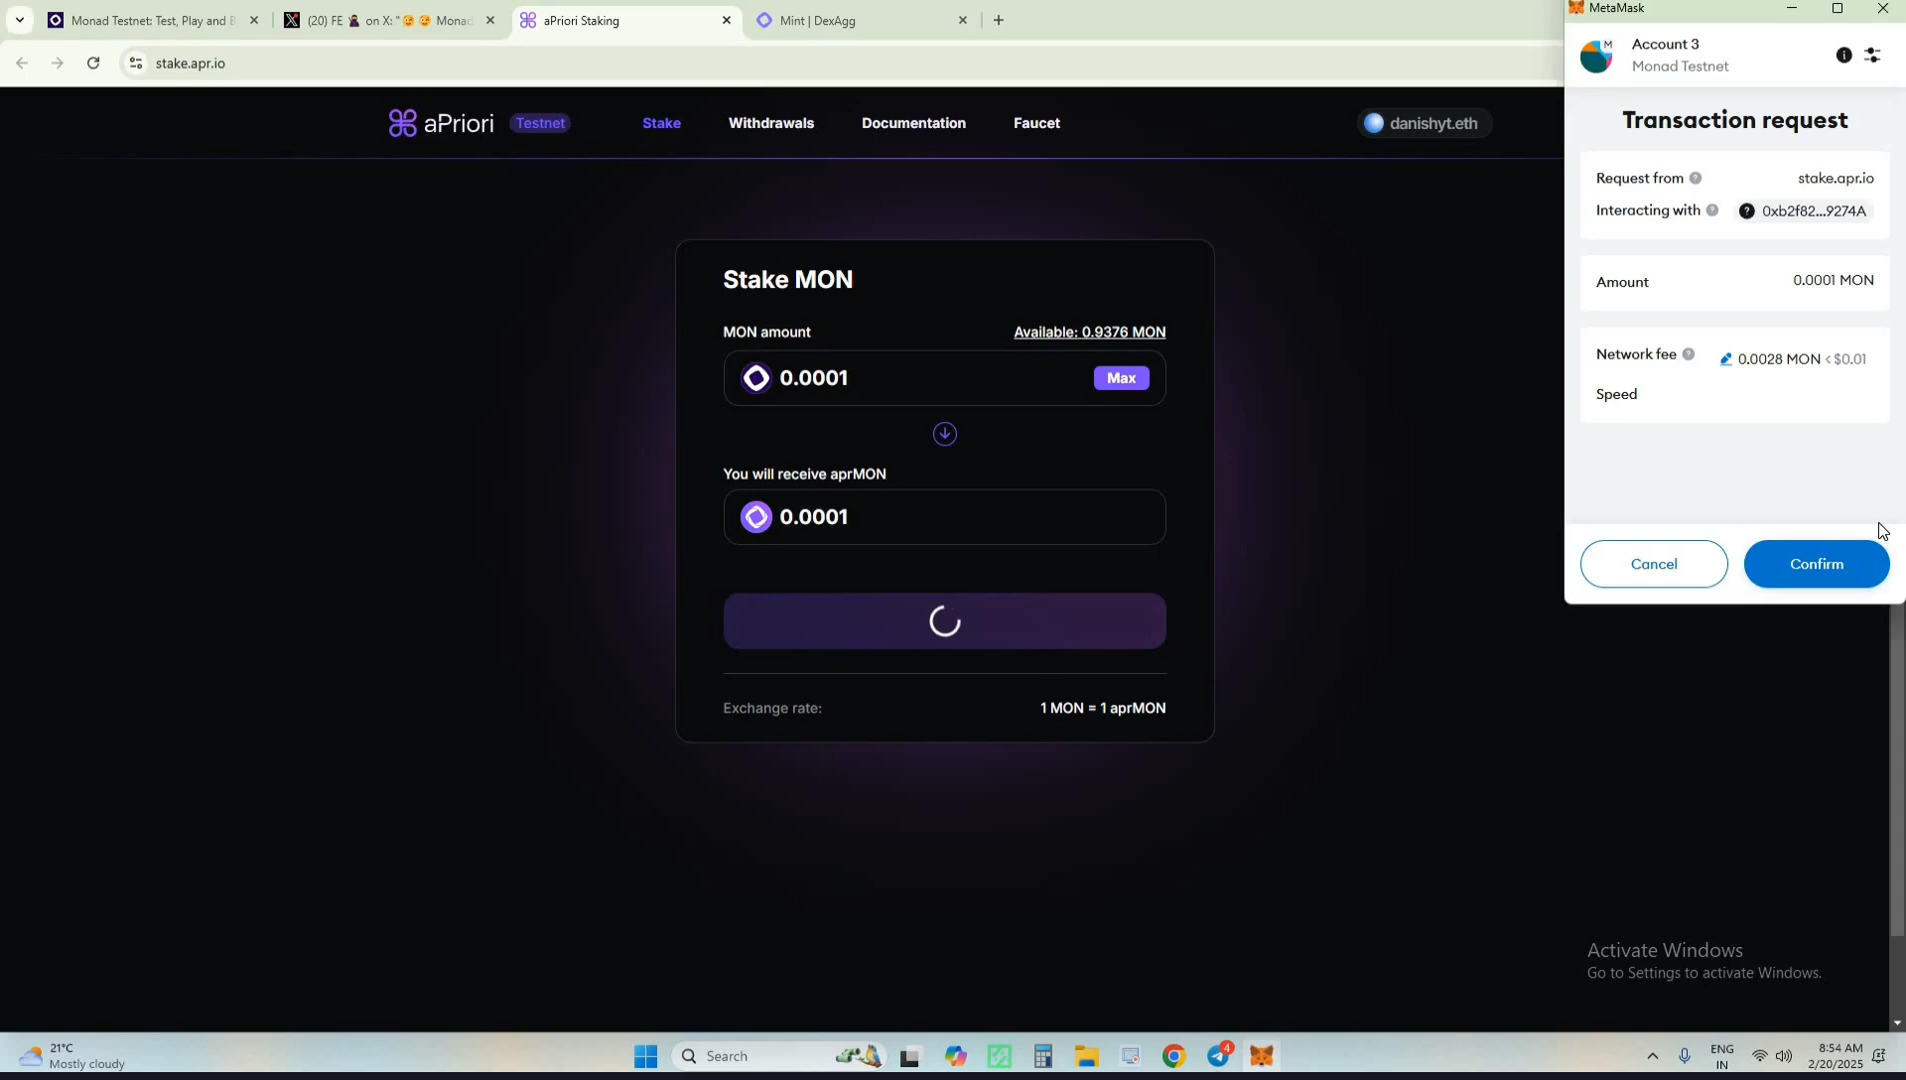 Monad Testnet: Test, Play and B
(20) FE on X: " Monad
aPriori Staking
Mint | DexAgg
stake.apr.io
aPriori
Testnet
Stake
Withdrawals
Documentation
Faucet
danishyt.eth
Stake MON
MON amount
Available: 0.9376 MON
0.0001
Max
You will receive aprMON
0.0001
Exchange rate:
1 MON = 1 aprMON
MetaMask
M
Account 3
Monad Testnet
Transaction request
Request from
stake.apr.io
Interacting with
0xb2f82...9274A
Amount
0.0001 MON
Network fee
0.0028 MON < $0.01
Speed
Cancel
Confirm
Activate Windows
Go to Settings to activate Windows.
21°C
Mostly cloudy
Search
4
ENG
IN
8:54 AM
2/20/2025